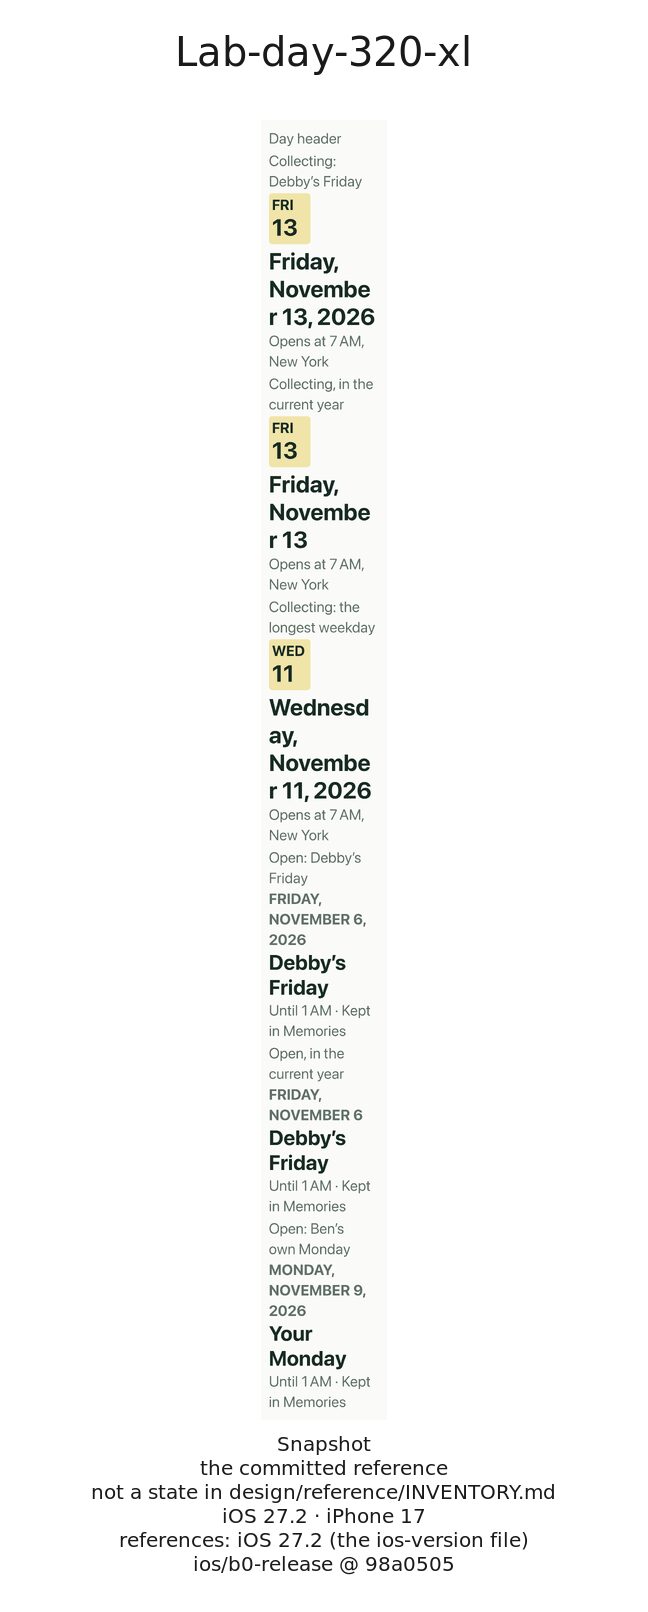 Lab-day-320-xl
Day header
Collecting:
Debby’s Friday
FRI
13
Friday,
Novembe
r 13, 2026
Opens at 7 AM,
New York
Collecting, in the
current year
FRI
13
Friday,
Novembe
r 13
Opens at 7 AM,
New York
Collecting: the
longest weekday
WED
11
Wednesd
ay,
Novembe
r 11, 2026
Opens at 7 AM,
New York
Open: Debby’s
Friday
FRIDAY,
NOVEMBER 6,
2026
Debby’s
Friday
Until 1 AM · Kept
in Memories
Open, in the
current year
FRIDAY,
NOVEMBER 6
Debby’s
Friday
Until 1 AM · Kept
in Memories
Open: Ben’s
own Monday
MONDAY,
NOVEMBER 9,
2026
Your
Monday
Until 1 AM · Kept
in Memories
Snapshot
the committed reference
not a state in design/reference/INVENTORY.md
iOS 27.2 · iPhone 17
references: iOS 27.2 (the ios-version file)
ios/b0-release @ 98a0505